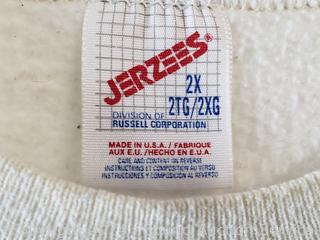 JERZEES®
2X
2TG/2XG
DIVISION OF
RUSSELL CORPORATION
MADE IN U.S.A./ FABRIQUE
AUX E.U./HECHO EN E.U.A.
CARE AND CONTENT ON REVERSE
INSTRUCTIONS ET COMPOSITION AU VERSO
INSTRUCCIONES Y COMPOSICION AL REVERSO